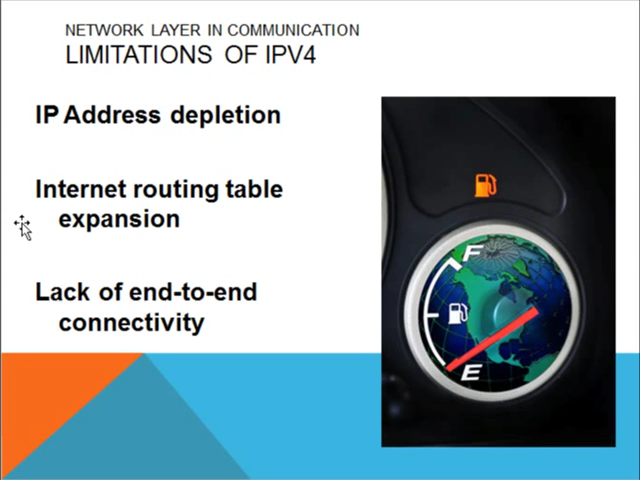 NETWORK LAYER IN COMMUNICATION
LIMITATIONS OF IPV4
IP Address depletion
Internet routing table
expansion
Lack of end-to-end
connectivity
F
E